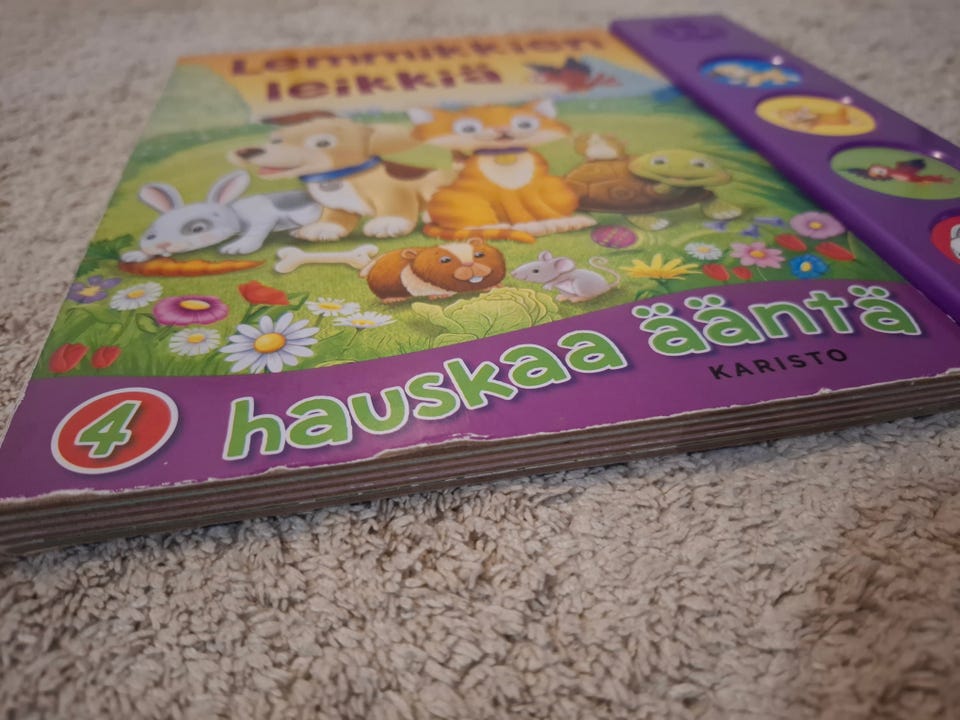 Lemmikkien
leikkiä
4 hauskaa ääntä
KARISTO